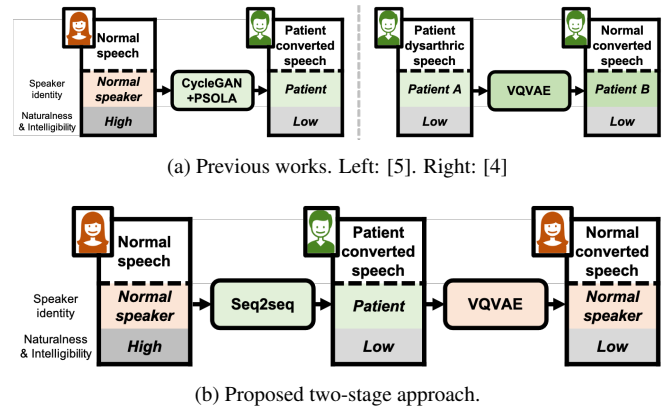 Normal
speech
Patient
converted
speech
Patient
dysarthric
speech
Normal
converted
speech
Speaker
identity
Normal
speaker
CycleGAN
+PSOLA
Patient
Patient A
VQVAE
Patient B
Naturalness
& Intelligibility
High
Low
Low
Low
(a) Previous works. Left: [5]. Right: [4]
Normal
speech
Patient
converted
speech
Normal
converted
speech
Speaker
identity
Normal
speaker
Seq2seq
Patient
VQVAE
Normal
speaker
Naturalness
& Intelligibility
High
Low
Low
(b) Proposed two-stage approach.